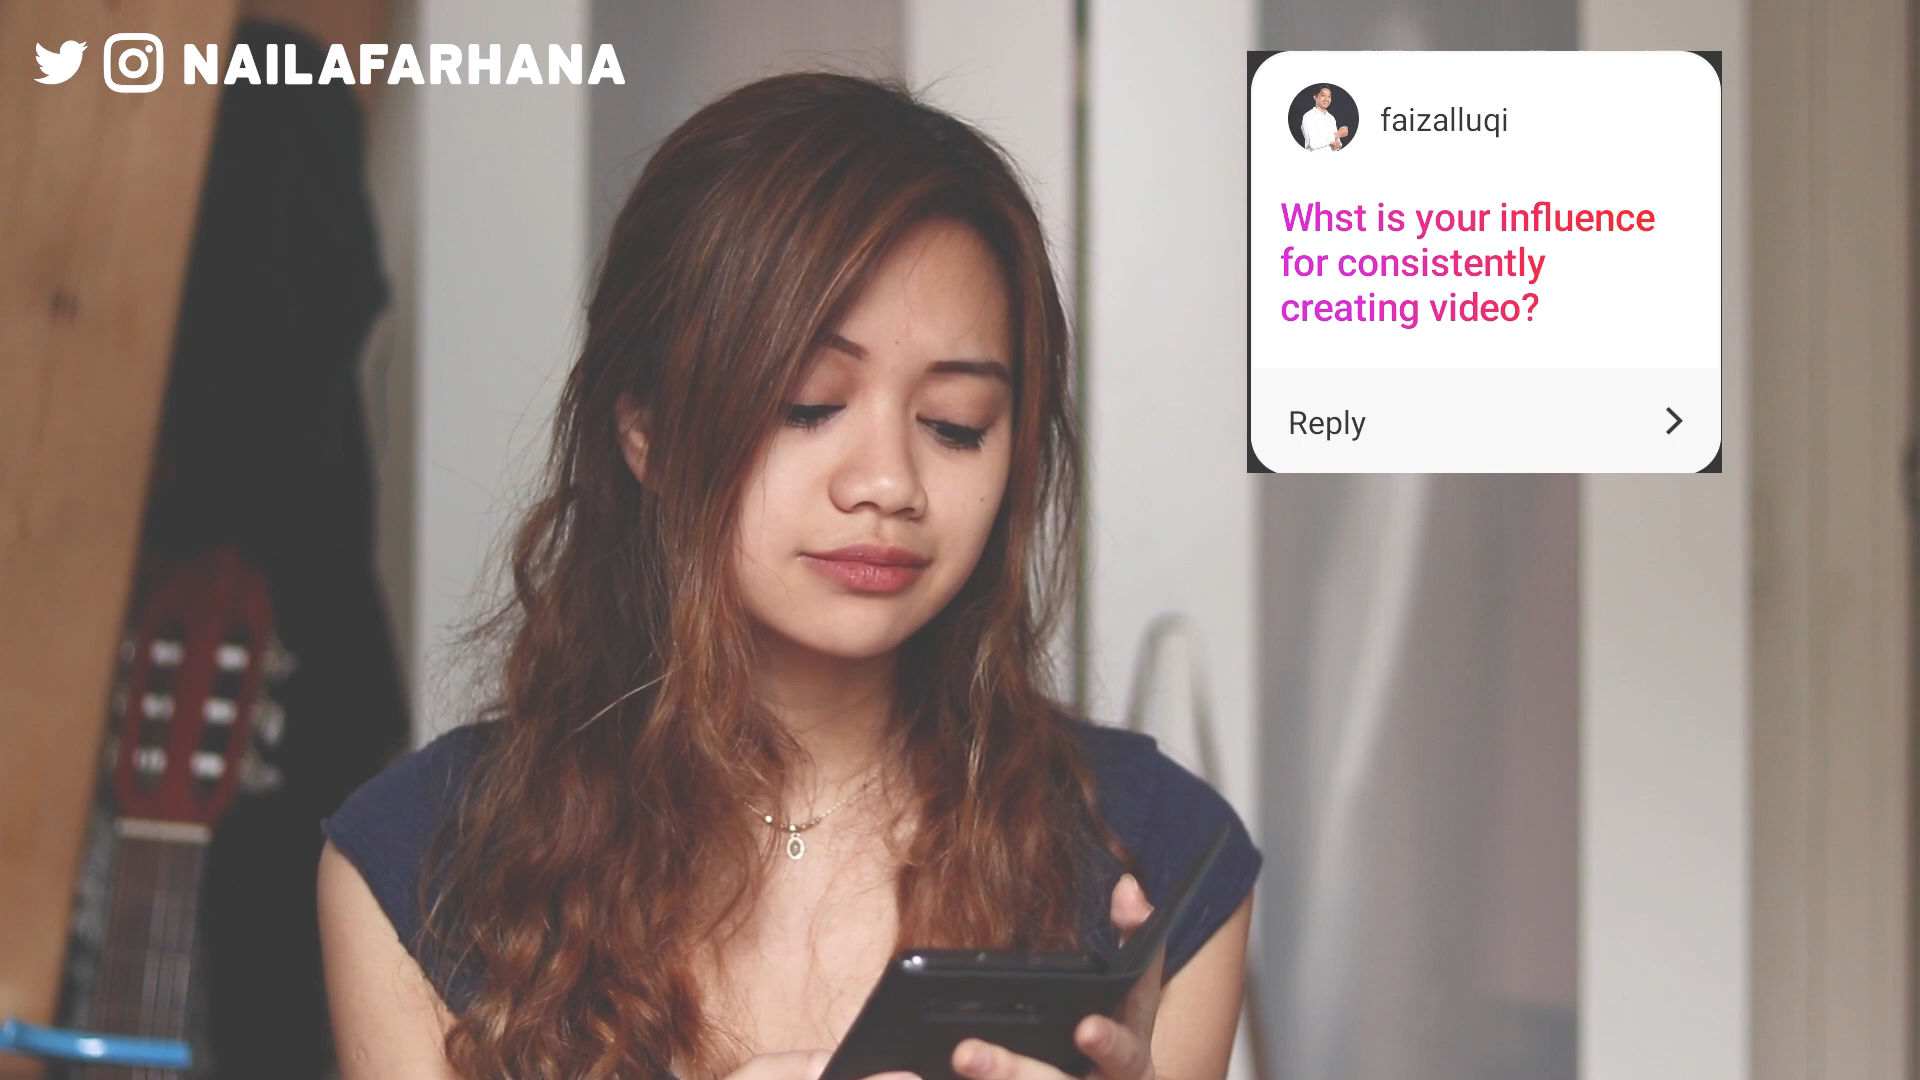 NAILAFARHANA
faizalluqi
Whst is your influence
for consistently
creating video?
Reply